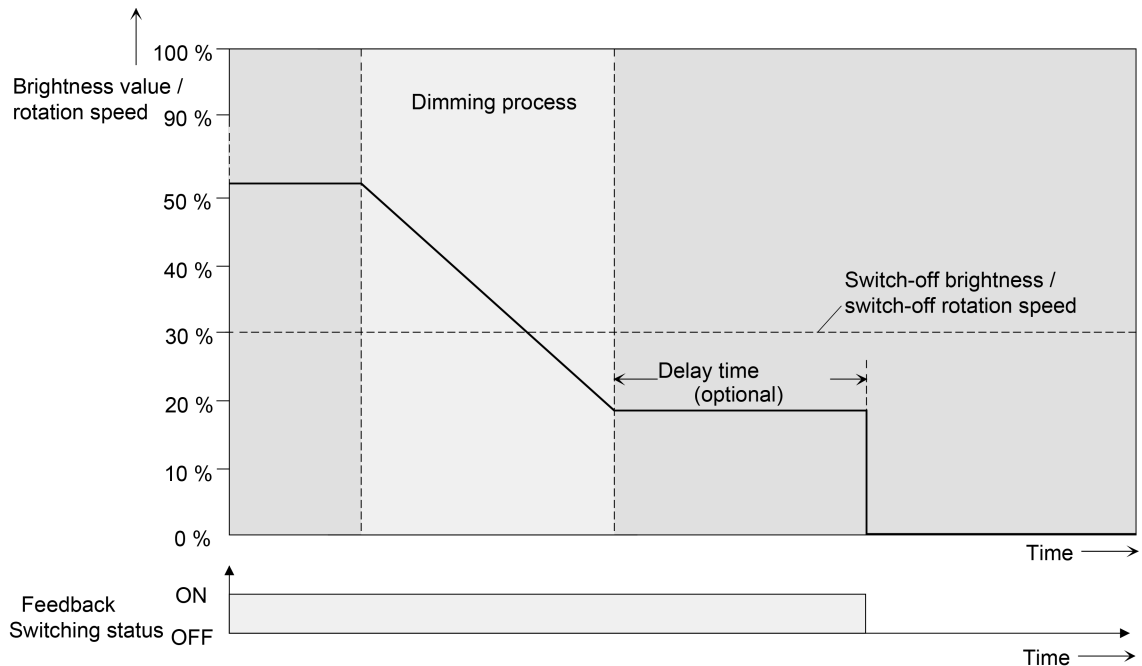 100 %
Brightness value /
rotation speed
90 %
Dimming process
50 %
40 %
Switch-off brightness /
switch-off rotation speed
30 %
Delay time
(optional)
20 %
10 %
0 %
Time
ON
Feedback
Switching status
OFF
Time